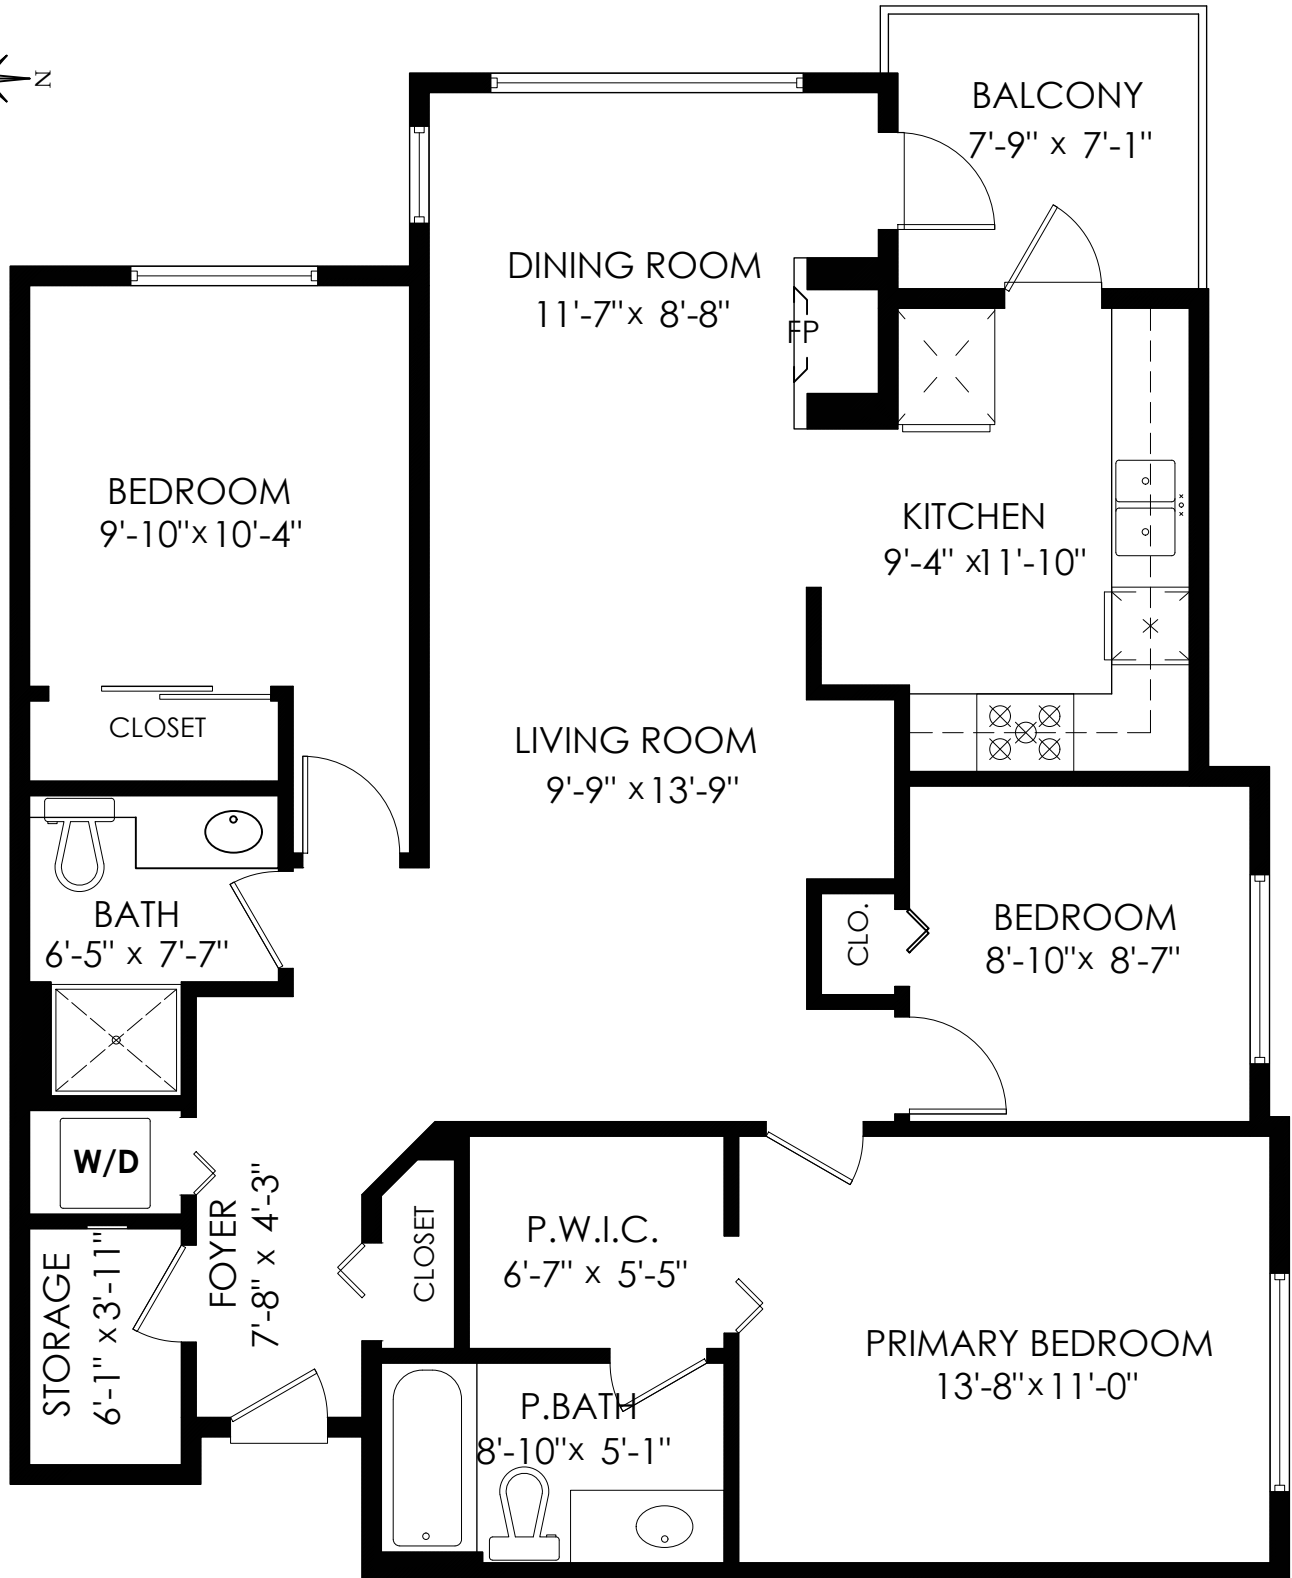 N
BALCONY
7'-9" x 7'-1"
DINING ROOM
11'-7" x 8'-8"
FP
BEDROOM
9'-10" x 10'-4"
KITCHEN
9'-4" x 11'-10"
CLOSET
LIVING ROOM
9'-9" x 13'-9"
BATH
6'-5" x 7'-7"
CLO.
BEDROOM
8'-10" x 8'-7"
W/D
FOYER
7'-8" x 4'-3"
CLOSET
P.W.I.C.
6'-7" x 5'-5"
STORAGE
6'-1" x 3'-11"
PRIMARY BEDROOM
13'-8" x 11'-0"
P.BATH
8'-10" x 5'-1"